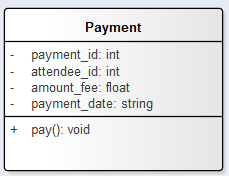 Payment
- payment_id: int
- attendee_id: int
- amount_fee: float
- payment_date: string
+ pay(): void